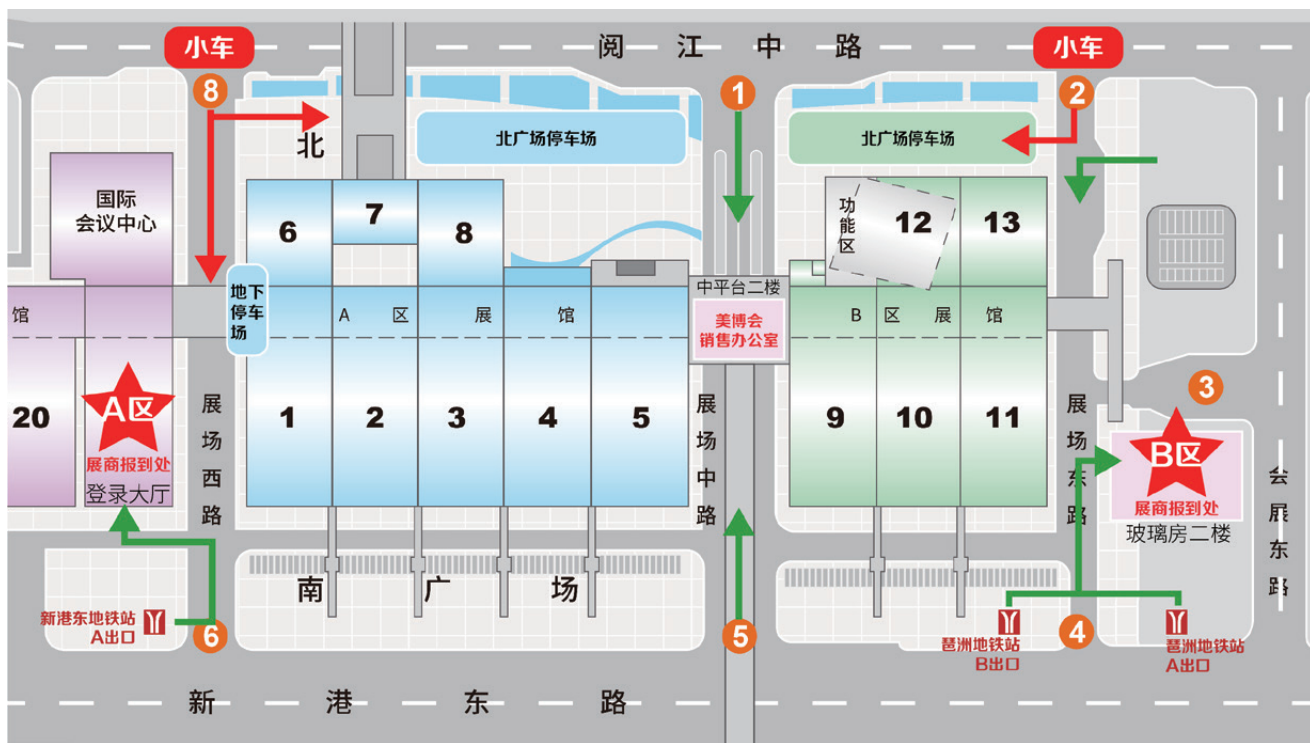 小车
阅江中路
小车
8
1
2
北
北广场停车场
北广场停车场
国际
会议中心
6
7
8
功能区
12
13
地下
停车
场
中平台二楼
馆
A区展馆
美博会
销售办公室
B区展馆
20
A区
展商报到处
登录大厅
展场西路
1
2
3
4
5
展场中路
9
10
11
展场东路
3
B区
展商报到处
玻璃房二楼
会展东路
南广场
新港东地铁站
A出口
6
5
琶洲地铁站
B出口
4
琶洲地铁站
A出口
新港东路